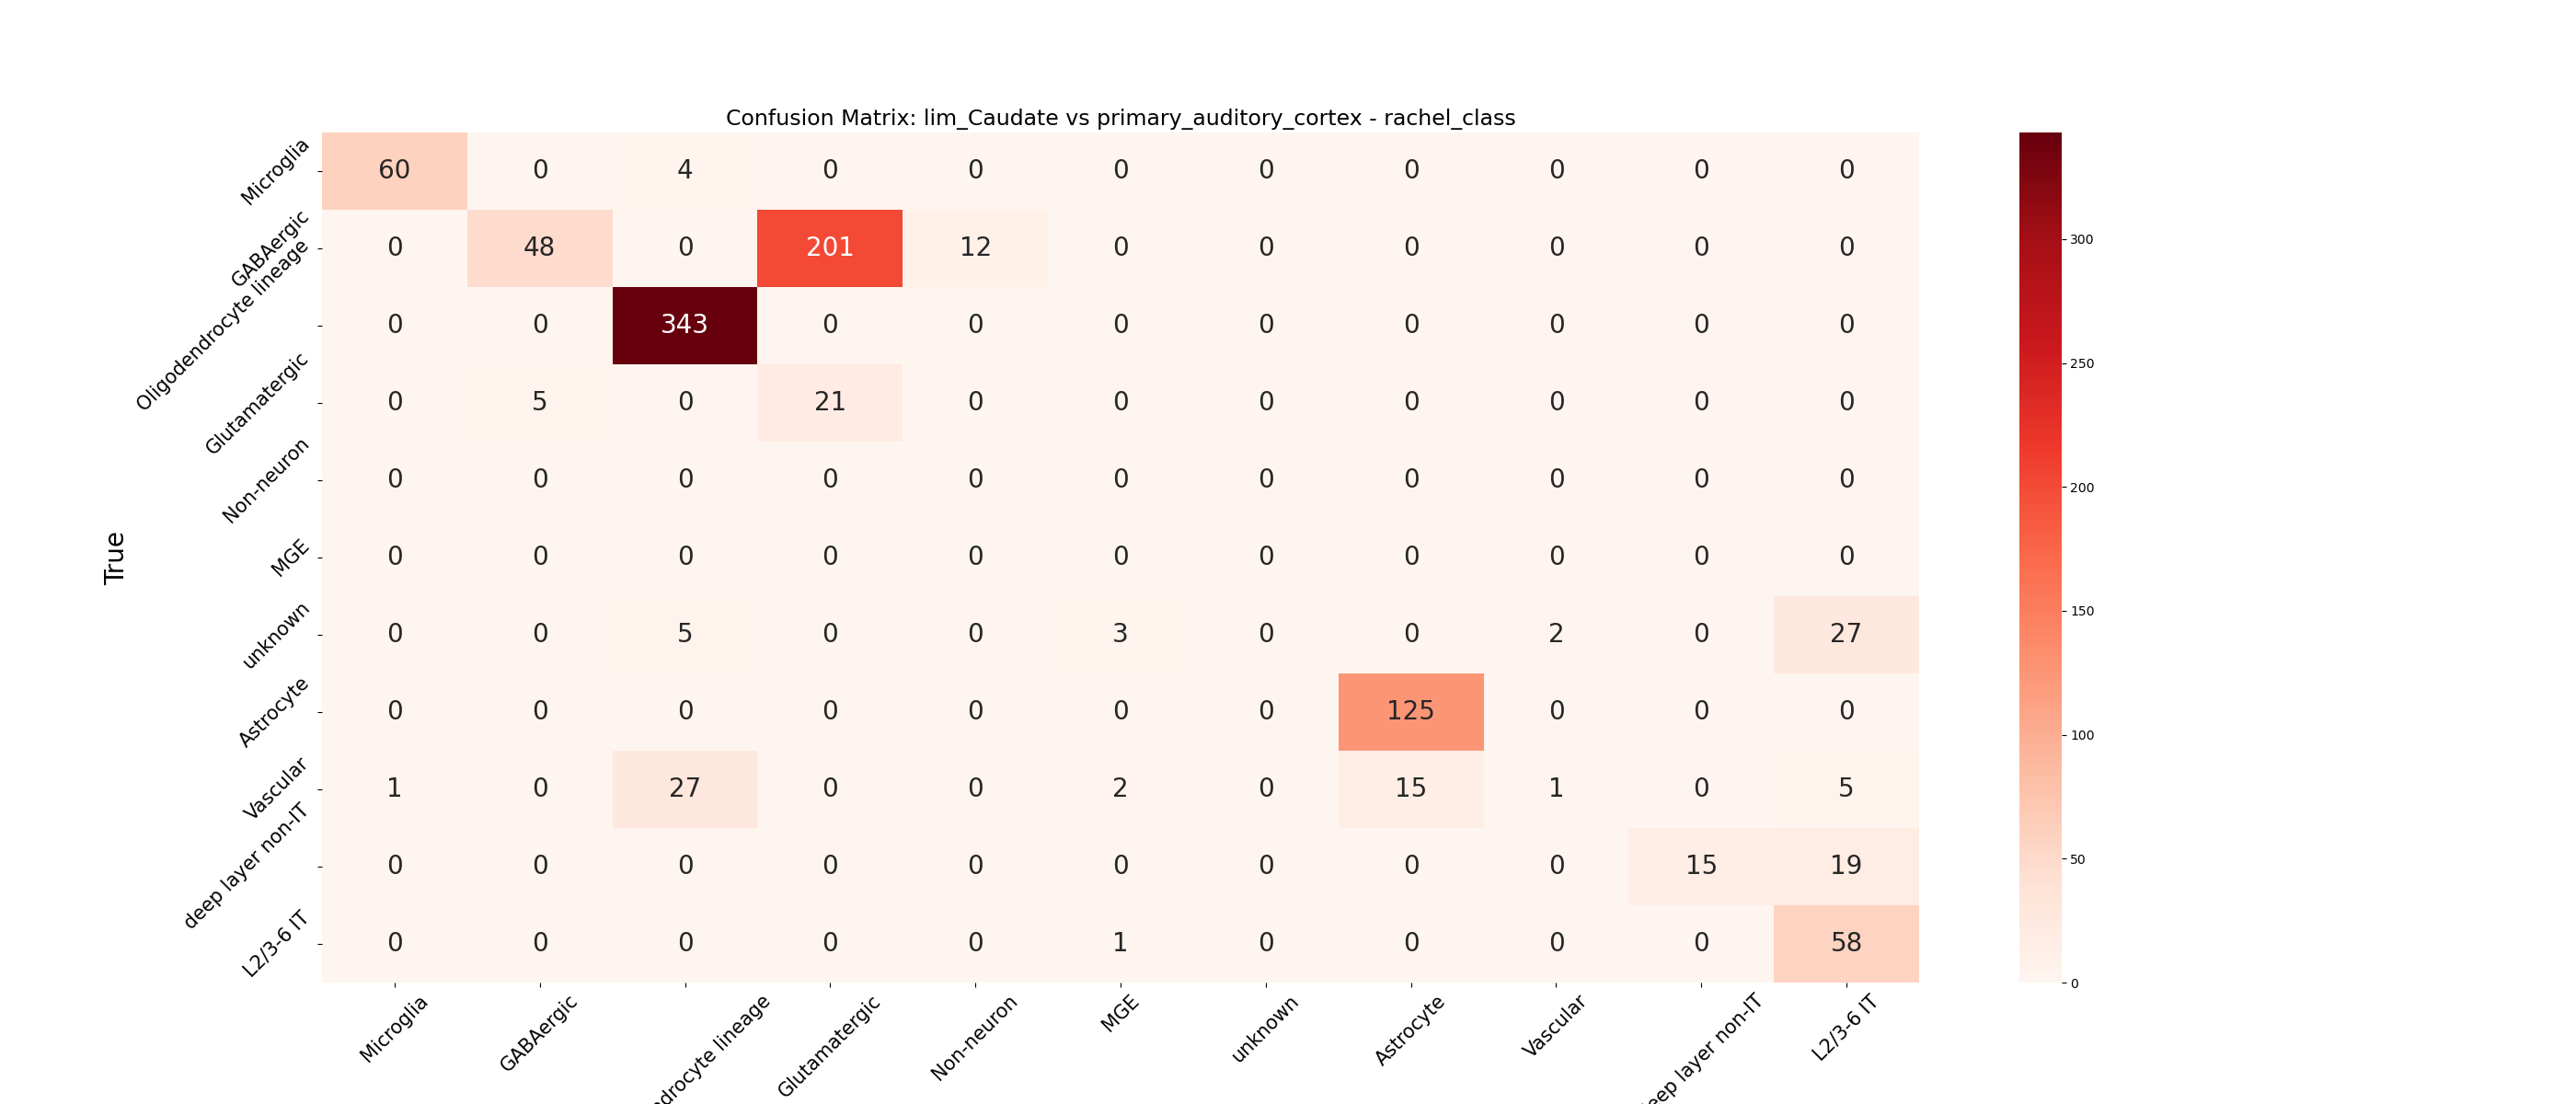 Confusion Matrix: lim_Caudate vs primary_auditory_cortex - rachel_class
True
Microglia 60 0 4 0 0 0 0 0 0 0 0
GABAergic 0 48 0 201 12 0 0 0 0 0 0
Oligodendrocyte lineage 0 0 343 0 0 0 0 0 0 0 0
Glutamatergic 0 5 0 21 0 0 0 0 0 0 0
Non-neuron 0 0 0 0 0 0 0 0 0 0 0
MGE 0 0 0 0 0 0 0 0 0 0 0
unknown 0 0 5 0 0 3 0 0 2 0 27
Astrocyte 0 0 0 0 0 0 0 125 0 0 0
Vascular 1 0 27 0 0 2 0 15 1 0 5
deep layer non-IT 0 0 0 0 0 0 0 0 0 15 19
L2/3-6 IT 0 0 0 0 0 1 0 0 0 0 58
Microglia GABAergic ndrocyte lineage Glutamatergic Non-neuron MGE unknown Astrocyte Vascular eep layer non-IT L2/3-6 IT
300
250
200
150
100
50
0